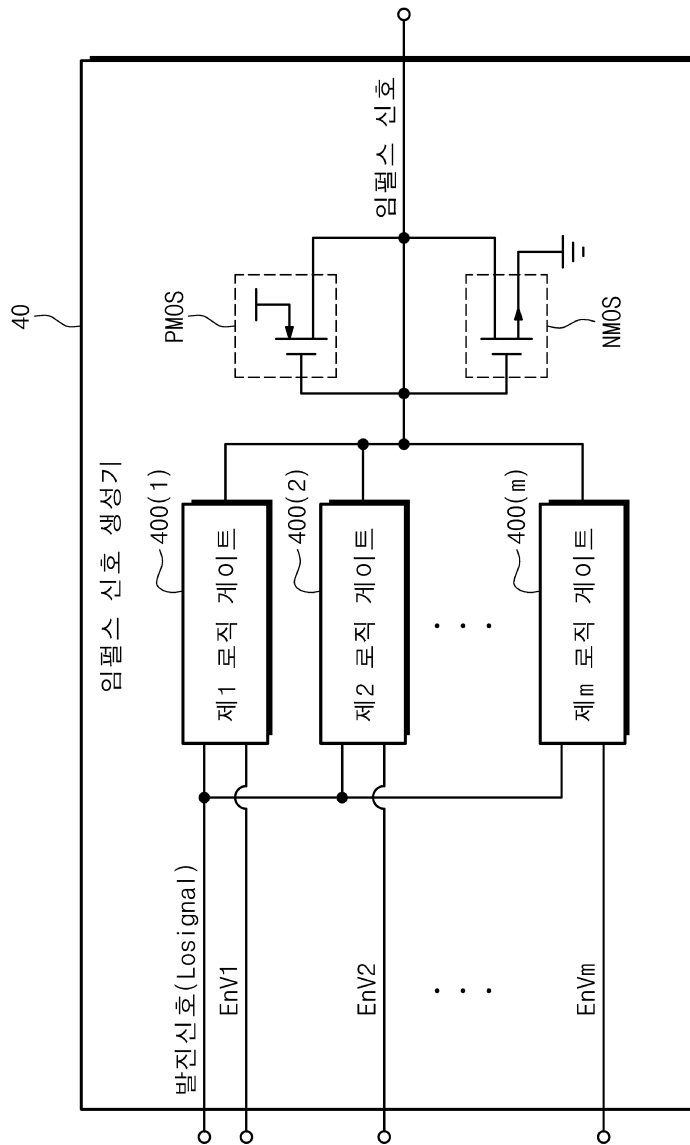 40
임펄스 신호 생성기
발진신호(Losignal)
EnV1
EnV2
. . .
EnVm
400(1)
제1 로직 게이트
400(2)
제2 로직 게이트
. . .
400(m)
제m 로직 게이트
PMOS
NMOS
임펄스 신호